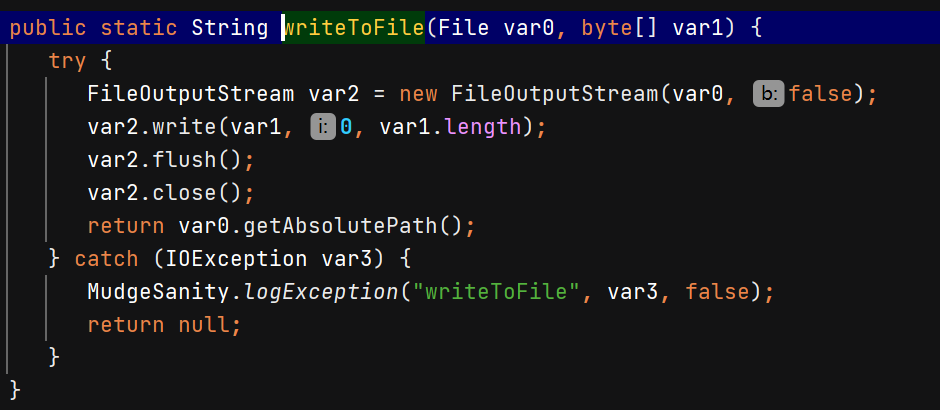 public static String writeToFile(File var0, byte[] var1) {
try {
FileOutputStream var2 = new FileOutputStream(var0, b: false);
var2.write(var1, i: 0, var1.length);
var2.flush();
var2.close();
return var0.getAbsolutePath();
} catch (IOException var3) {
MudgeSanity.logException("writeToFile", var3, false);
return null;
}
}